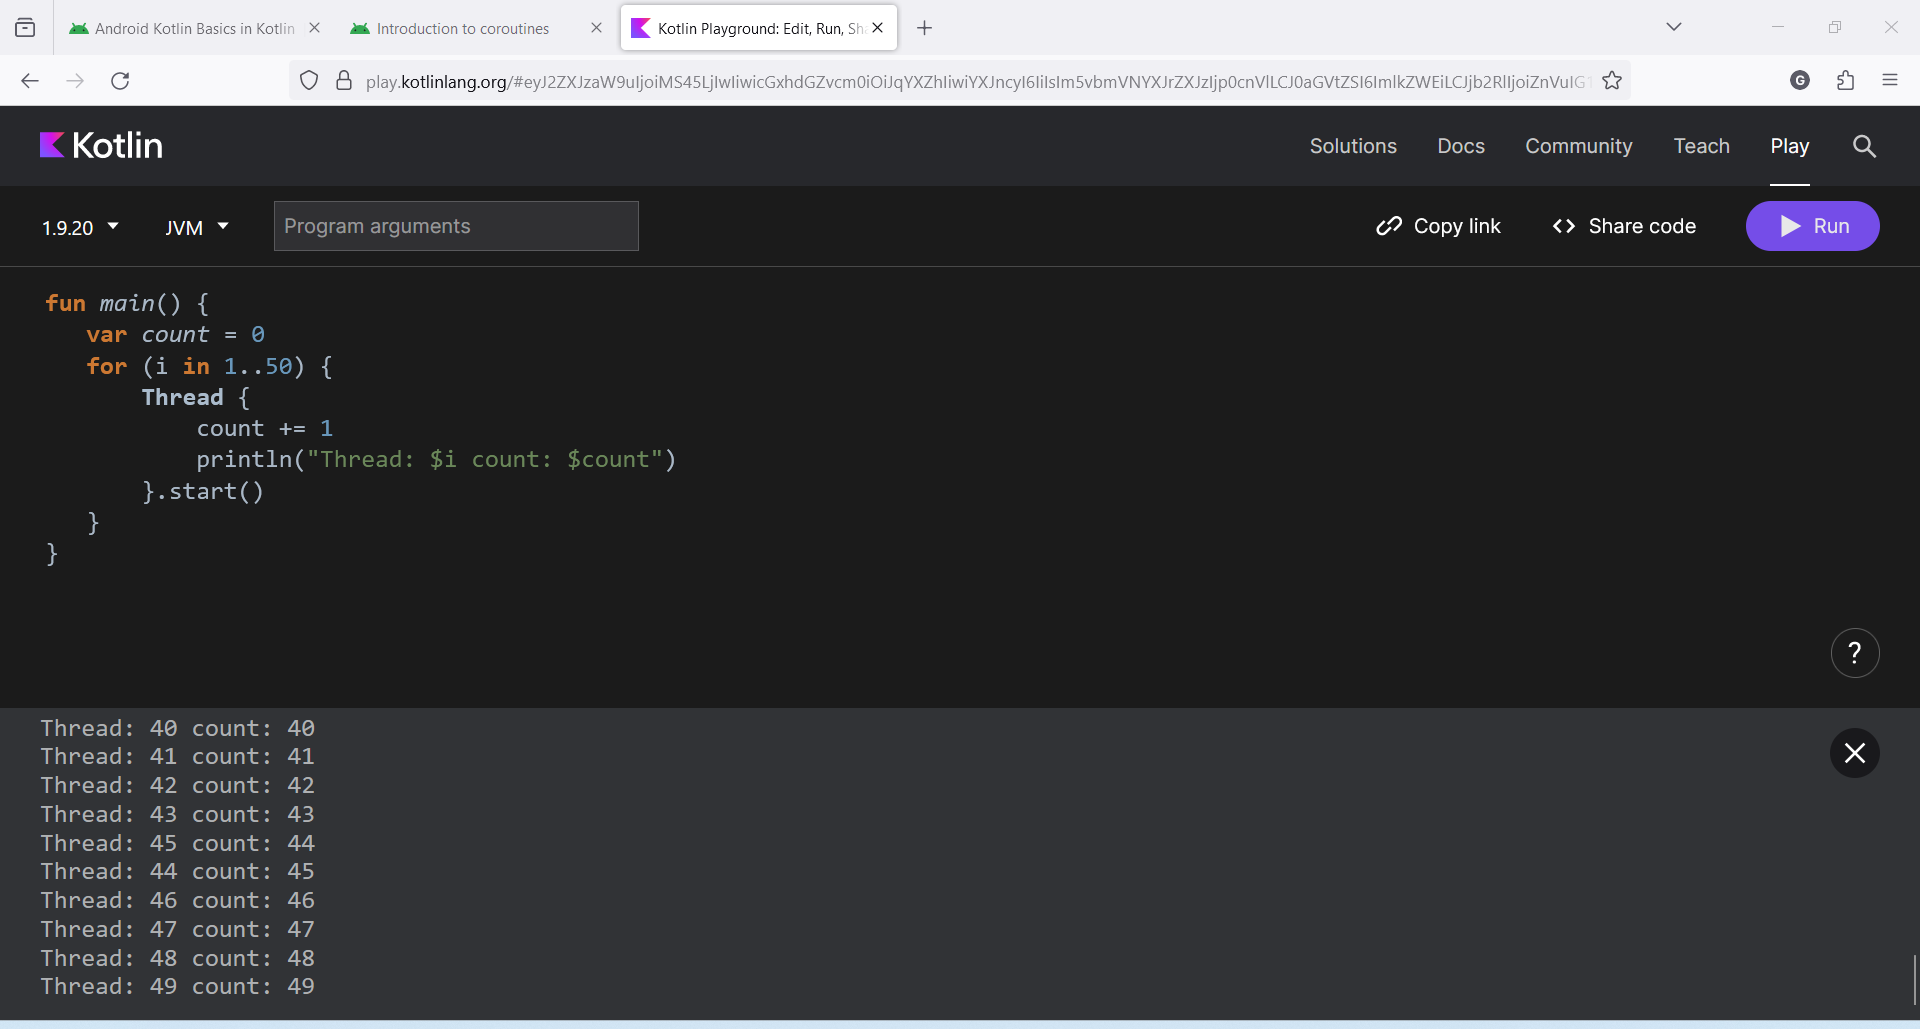 Android Kotlin Basics in Kotlin
Introduction to coroutines
Kotlin Playground: Edit, Run, Sh
G
Kotlin
Solutions
Docs
Community
Teach
Play
1.9.20
JVM
Program arguments
Copy link
Share code
Run
fun main() {
var count = 0
for (i in 1..50) {
Thread {
count += 1
println("Thread: $i count: $count")
}.start()
}
}
?
Thread: 40 count: 40
Thread: 41 count: 41
Thread: 42 count: 42
Thread: 43 count: 43
Thread: 45 count: 44
Thread: 44 count: 45
Thread: 46 count: 46
Thread: 47 count: 47
Thread: 48 count: 48
Thread: 49 count: 49